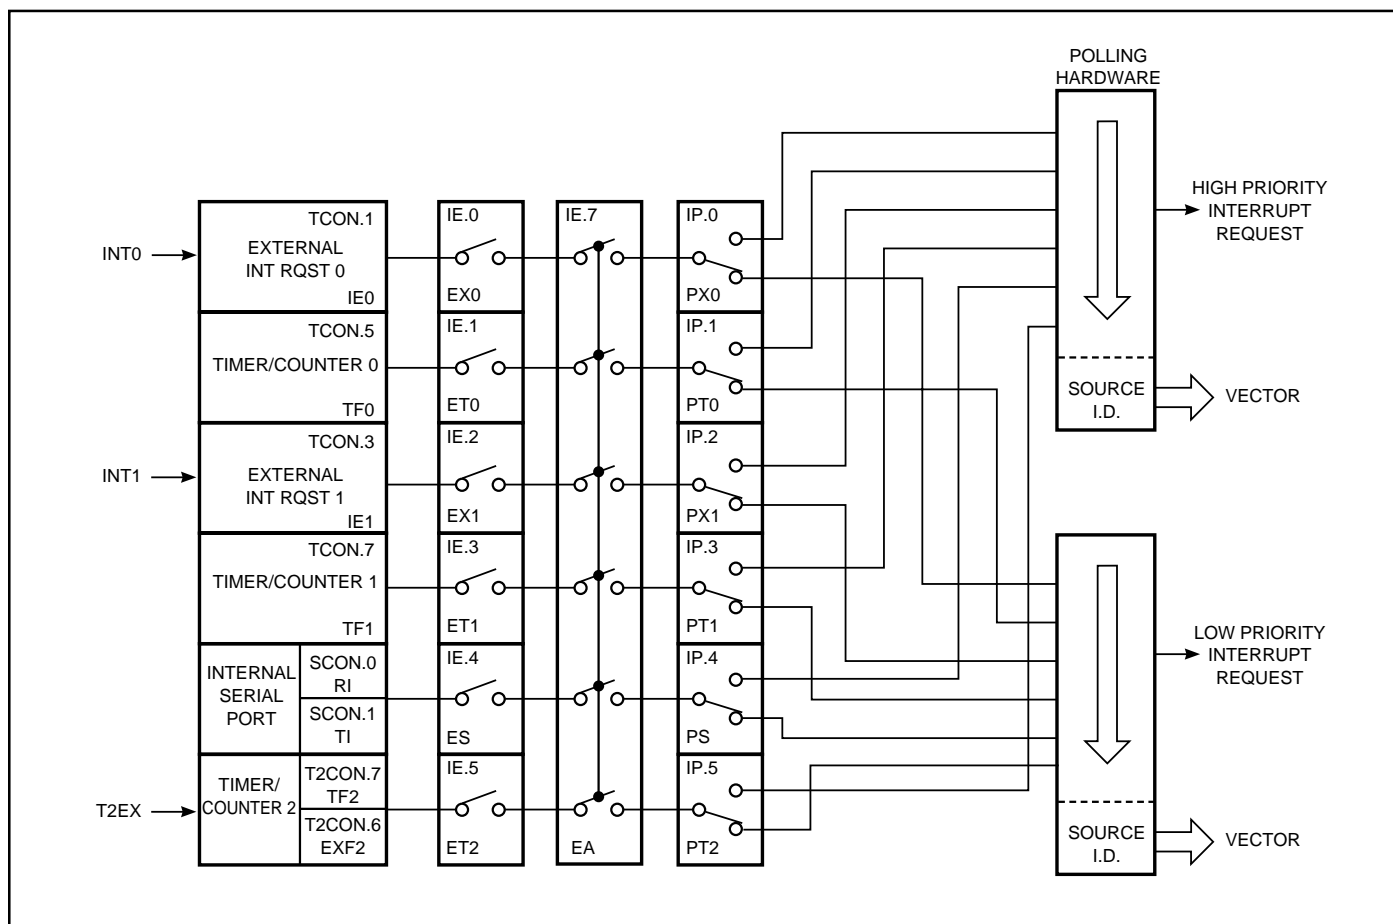 POLLING
HARDWARE
HIGH PRIORITY
INTERRUPT
REQUEST
SOURCE
I.D.
VECTOR
INT0
TCON.1
EXTERNAL
INT RQST 0
IE0
IE.0
EX0
IE.7
IP.0
PX0
TCON.5
TIMER/COUNTER 0
TF0
IE.1
ET0
IP.1
PT0
INT1
TCON.3
EXTERNAL
INT RQST 1
IE1
IE.2
EX1
IP.2
PX1
TCON.7
TIMER/COUNTER 1
TF1
IE.3
ET1
IP.3
PT1
INTERNAL
SERIAL
PORT
SCON.0
RI
SCON.1
TI
IE.4
ES
IP.4
PS
T2EX
TIMER/
COUNTER 2
T2CON.7
TF2
T2CON.6
EXF2
IE.5
ET2
EA
IP.5
PT2
LOW PRIORITY
INTERRUPT
REQUEST
SOURCE
I.D.
VECTOR